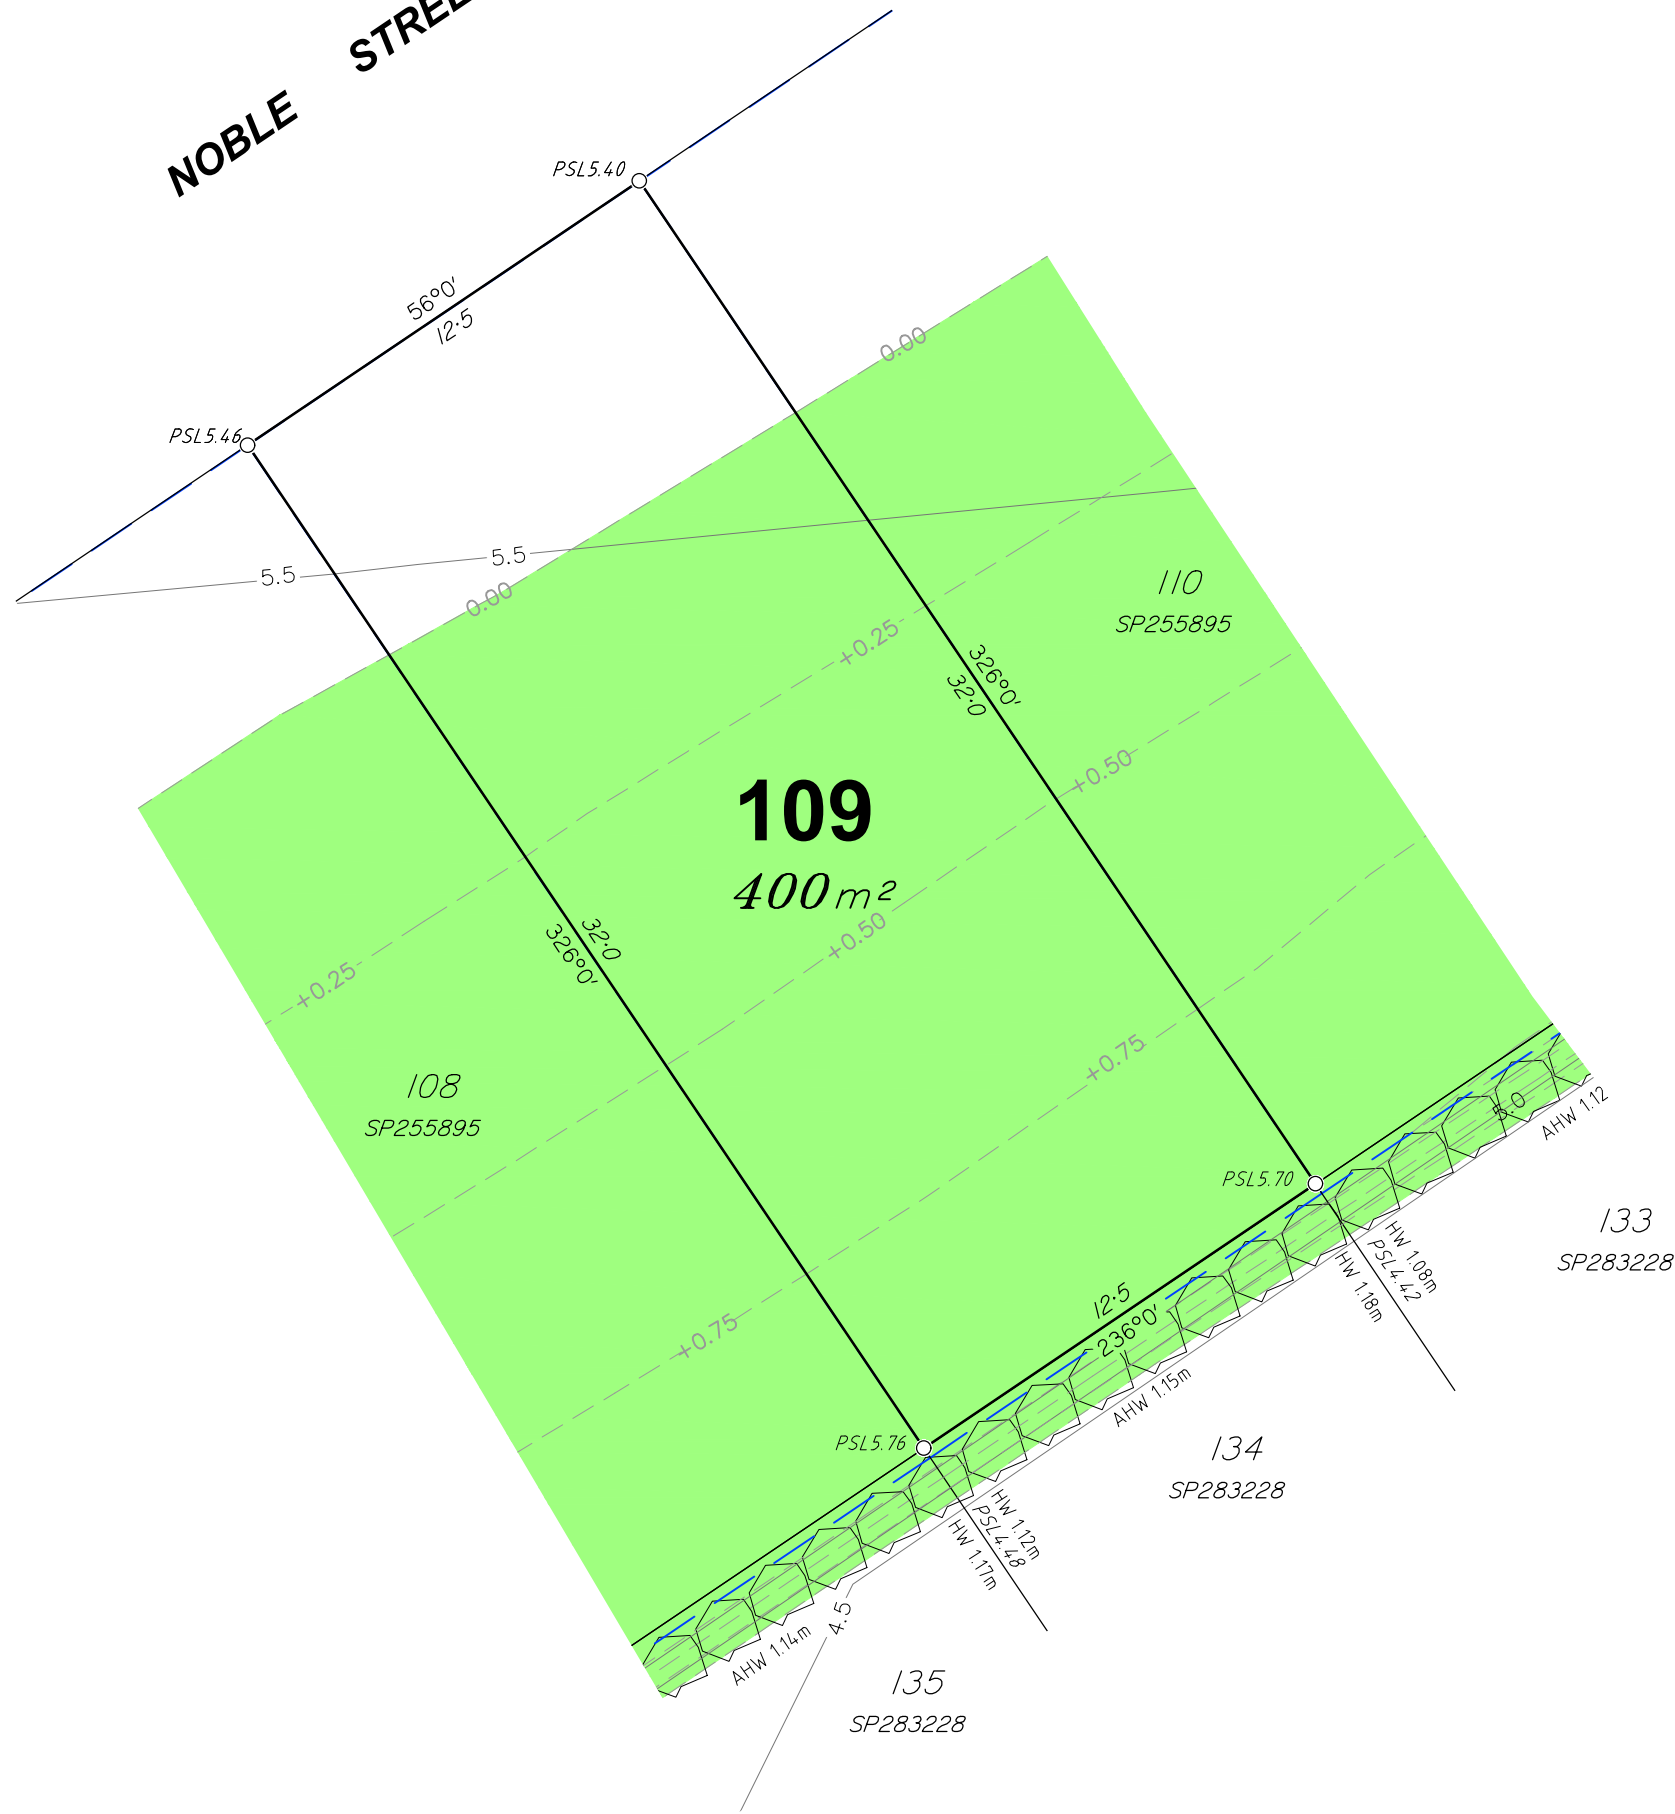 NOBLE STREE
PSL5.40
56°0'
12·5
PSL5.46
0.00
5.5
5.5
0.00
110
SP255895
+0.25
326°0'
32·0
+0.50
109
400m²
+0.50
32·0
326°0'
+0.25
+0.75
108
SP255895
5.0
AHW 1.12
PSL5.70
133
SP283228
HW 1.08m
PSL4.42
HW 1.18m
12·5
236°0'
+0.75
AHW 1.15m
PSL5.76
134
SP283228
HW 1.12m
PSL4.48
HW 1.17m
4.5
AHW 1.14m
135
SP283228